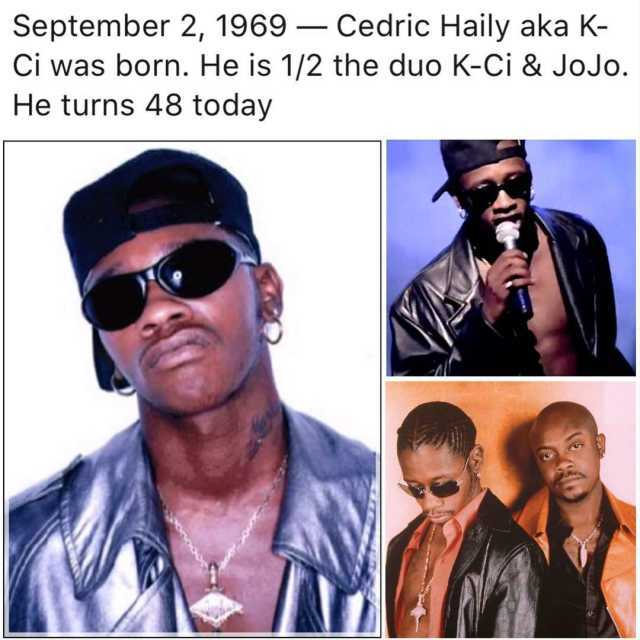 September 2, 1969 — Cedric Haily aka K-
Ci was born. He is 1/2 the duo K-Ci & JoJo.
He turns 48 today